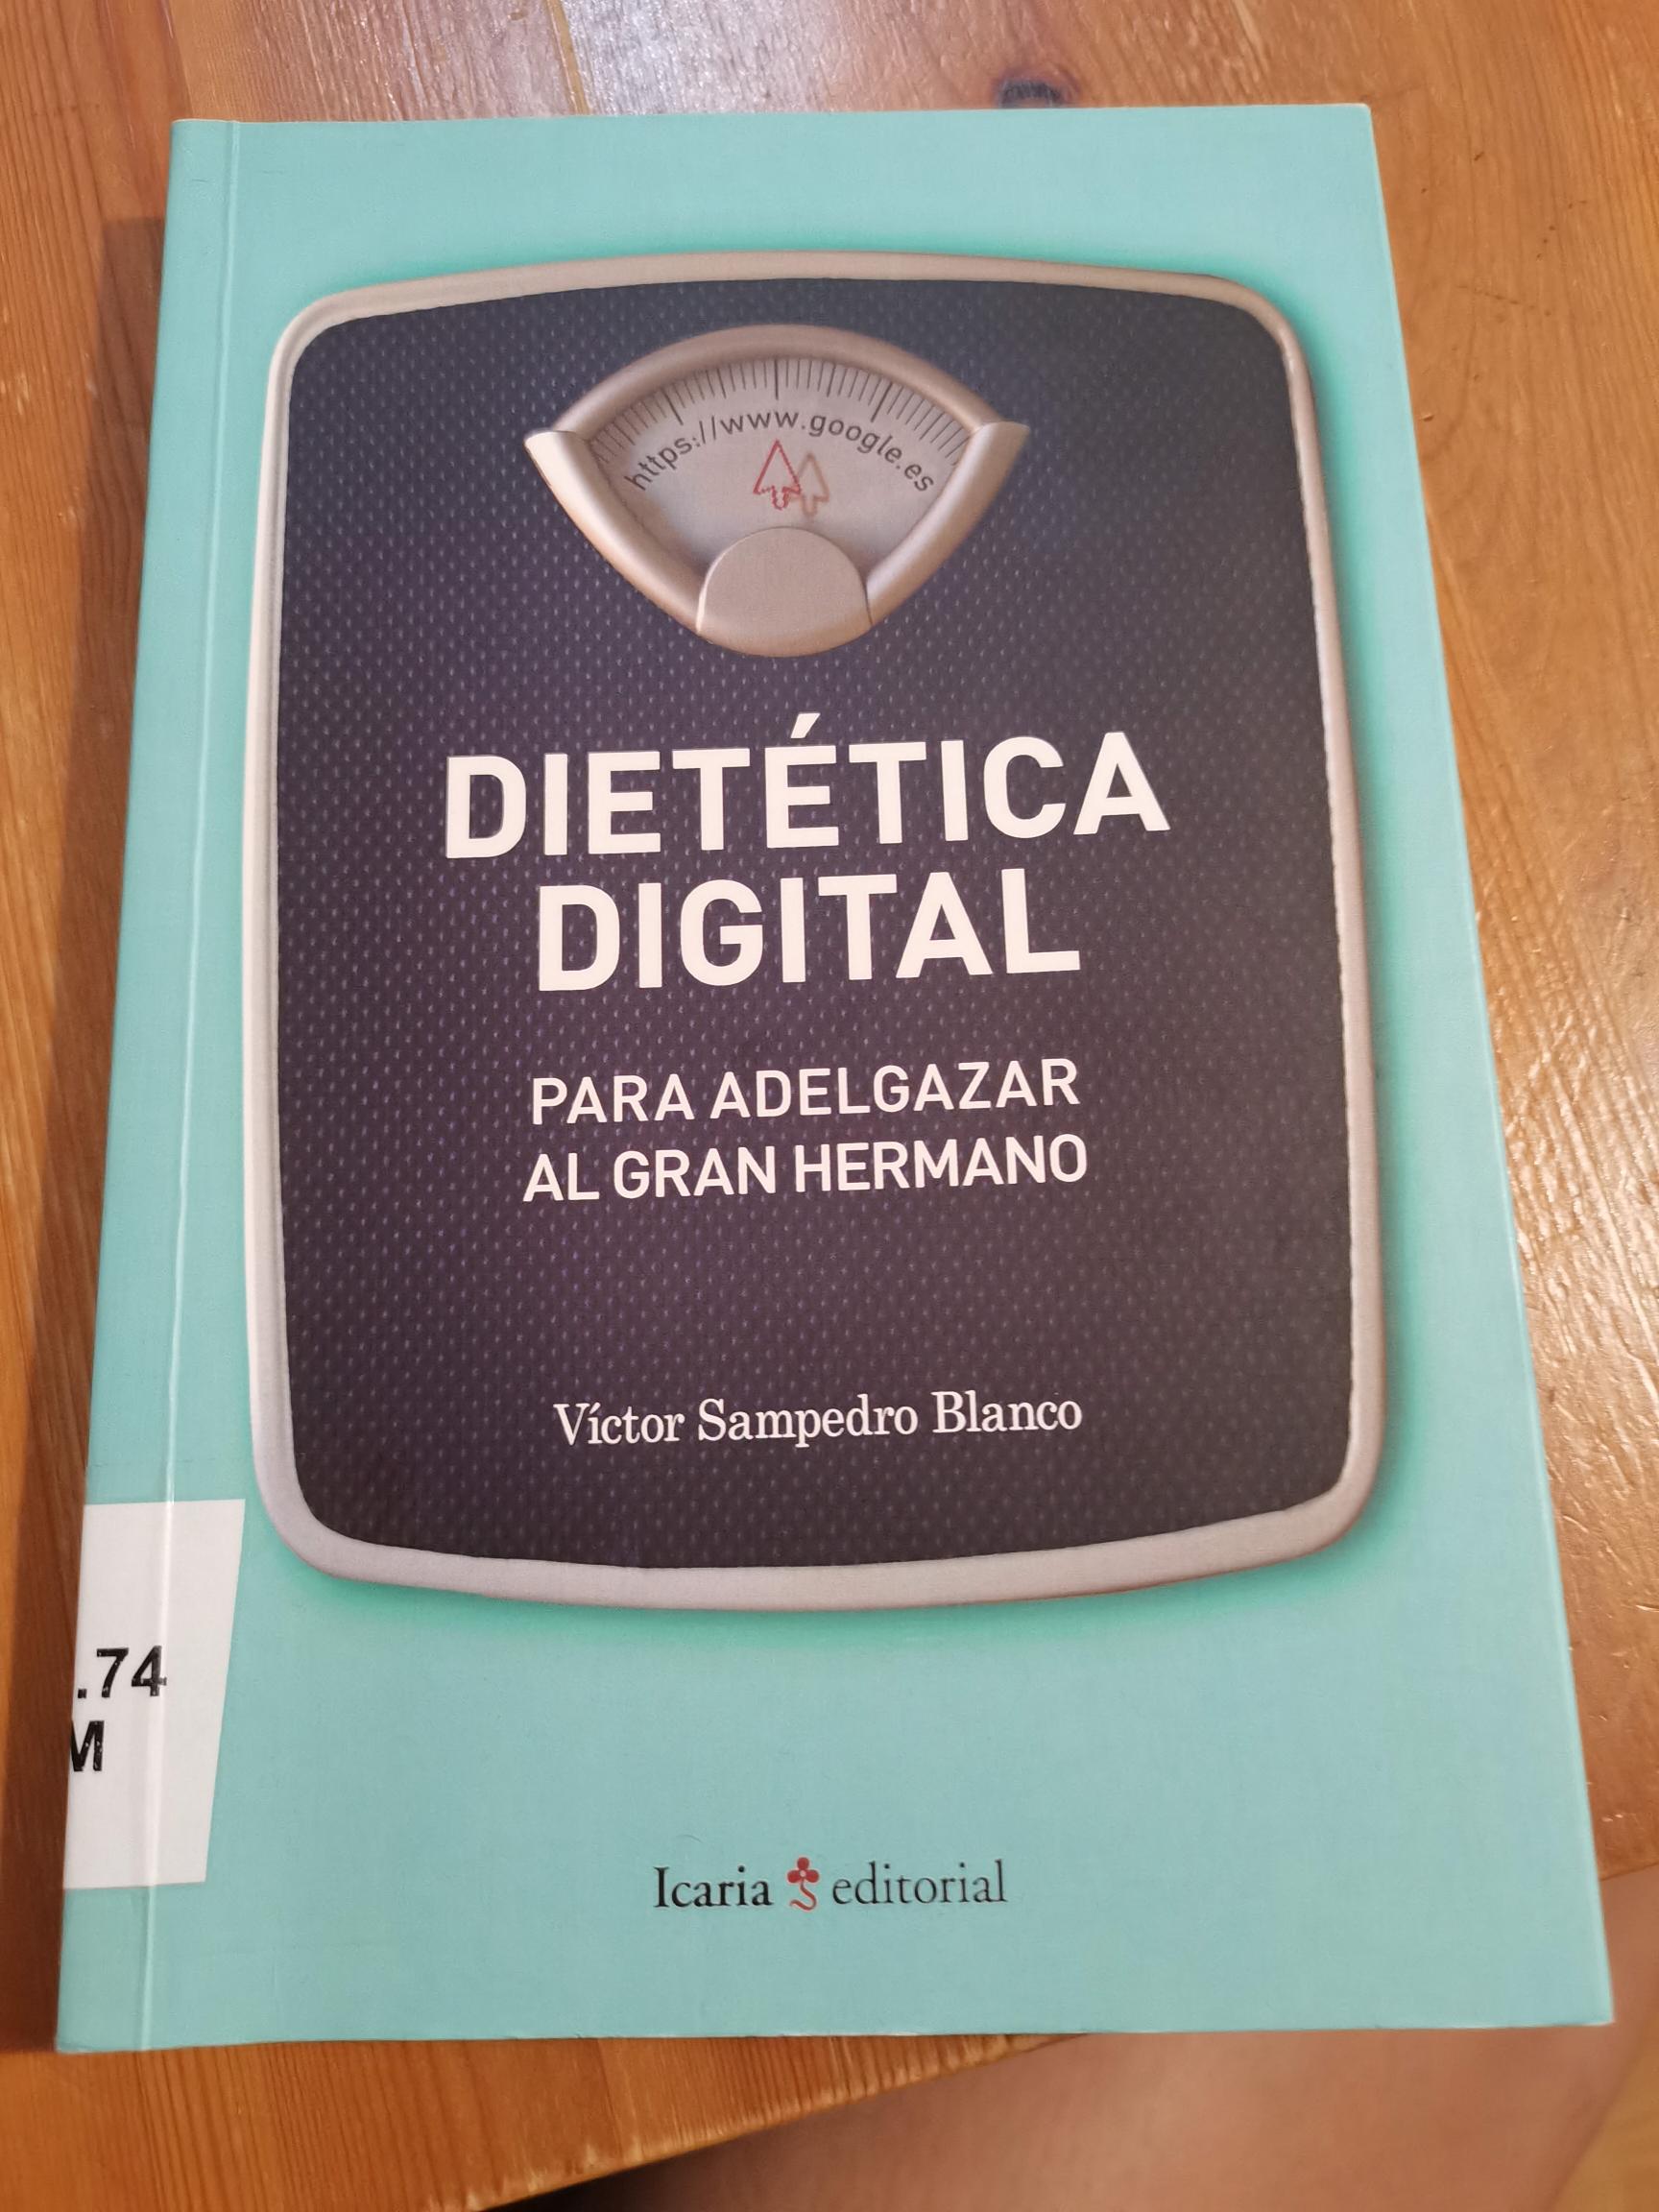 https://www.google.es
DIETÉTICA
DIGITAL
PARA ADELGAZAR
AL GRAN HERMANO
Víctor Sampedro Blanco
.74
M
Icaria editorial